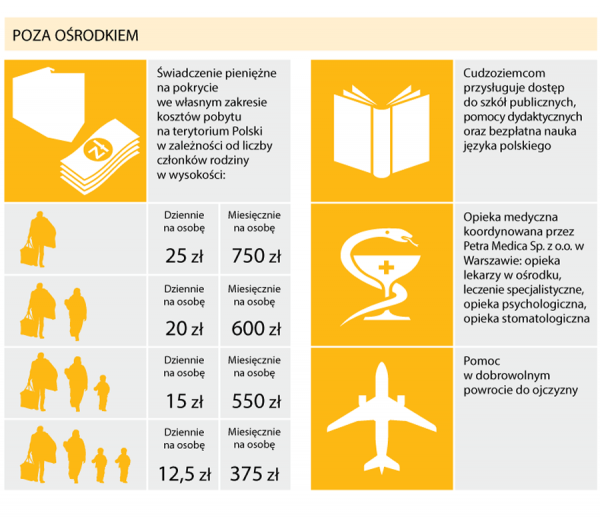 POZA OŚRODKIEM
Świadczenie pieniężne
na pokrycie
we własnym zakresie
kosztów pobytu
na terytorium Polski
w zależności od liczby
członków rodziny
w wysokości:
zł
Dziennie
na osobę
25 zł
Miesięcznie
na osobę
750 zł
Dziennie
na osobę
20 zł
Miesięcznie
na osobę
600 zł
Dziennie
na osobę
15 zł
Miesięcznie
na osobę
550 zł
Dziennie
na osobę
12,5 zł
Miesięcznie
na osobę
375 zł
Cudzoziemcom
przysługuje dostęp
do szkół publicznych,
pomocy dydaktycznych
oraz bezpłatna nauka
języka polskiego
Opieka medyczna
koordynowana przez
Petra Medica Sp. z o.o. w
Warszawie: opieka
lekarzy w ośrodku,
leczenie specjalistyczne,
opieka psychologiczna,
opieka stomatologiczna
Pomoc
w dobrowolnym
powrocie do ojczyzny